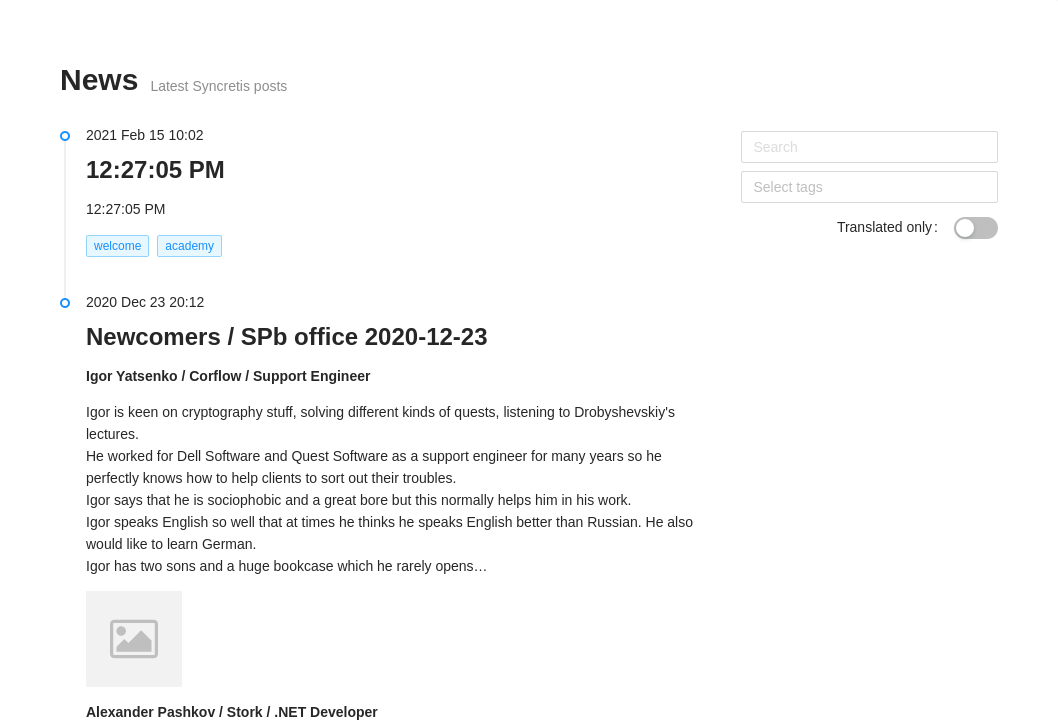 News Latest Syncretis posts
2021 Feb 15 10:02
12:27:05 PM
12:27:05 PM
welcome academy
Search
Select tags
Translated only :
2020 Dec 23 20:12
Newcomers / SPb office 2020-12-23
Igor Yatsenko / Corflow / Support Engineer
Igor is keen on cryptography stuff, solving different kinds of quests, listening to Drobyshevskiy's
lectures.
He worked for Dell Software and Quest Software as a support engineer for many years so he
perfectly knows how to help clients to sort out their troubles.
Igor says that he is sociophobic and a great bore but this normally helps him in his work.
Igor speaks English so well that at times he thinks he speaks English better than Russian. He also
would like to learn German.
Igor has two sons and a huge bookcase which he rarely opens…
Alexander Pashkov / Stork / .NET Developer